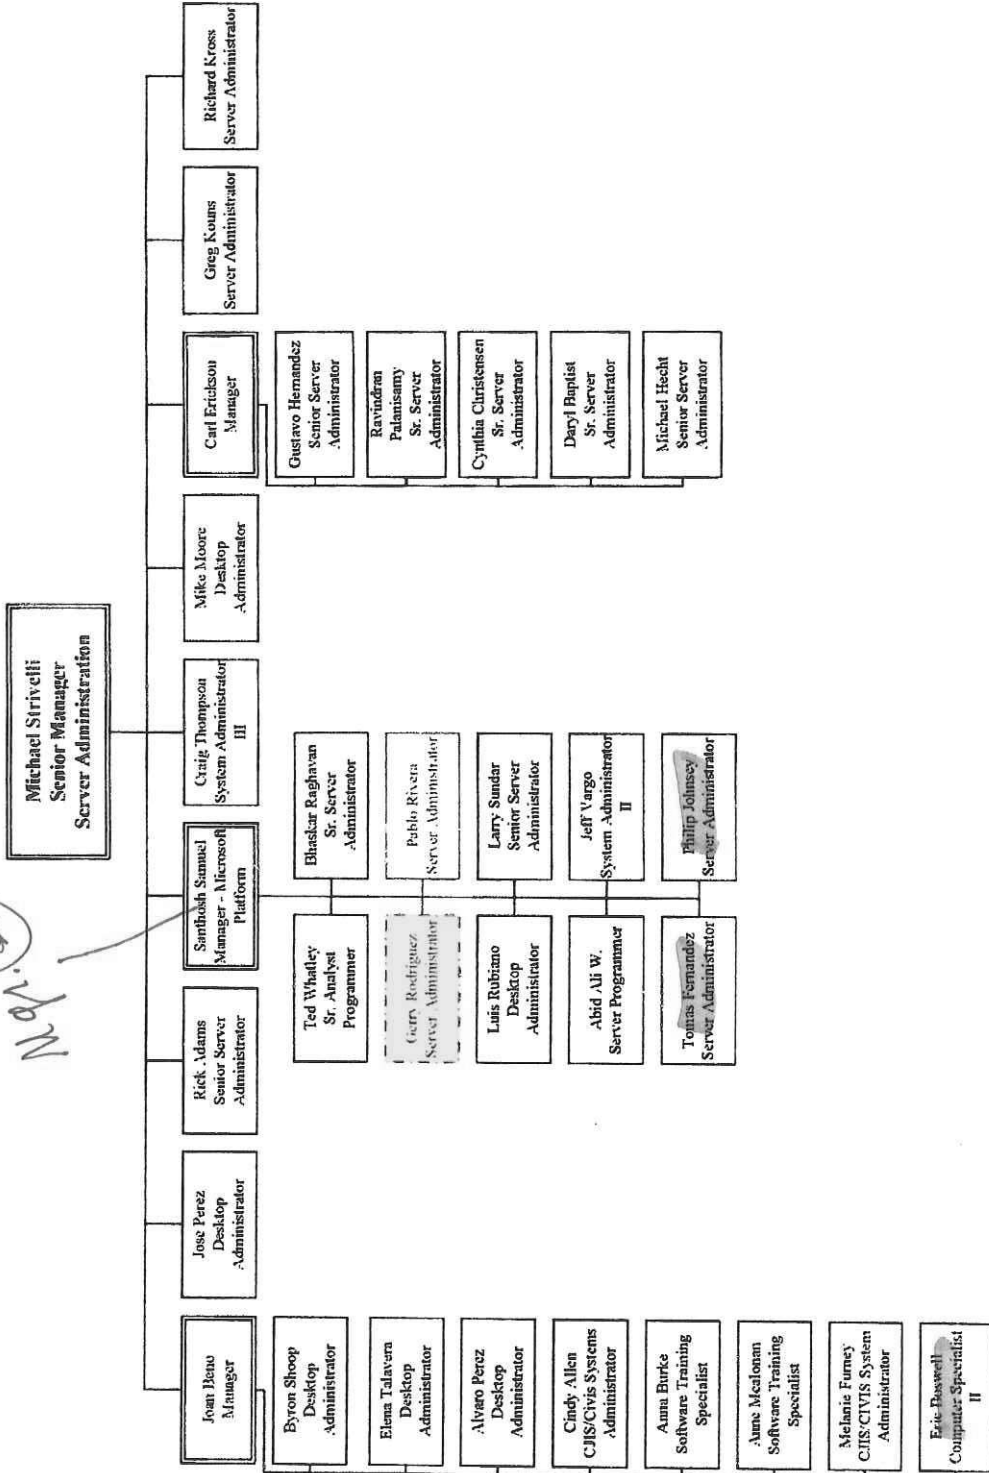 Mgr.
Michael Strivelli
Senior Manager
Server Administration
Joan Beno
Manager
Jose Perez
Desktop
Administrator
Rick Adams
Senior Server
Administrator
Santhosh Samuel
Manager - Microsoft
Platform
Craig Thompson
System Administrator
III
Mike Moore
Desktop
Administrator
Carl Erickson
Manager
Greg Kouns
Server Administrator
Richard Kross
Server Administrator
Byron Shoop
Desktop
Administrator
Elena Talavera
Desktop
Administrator
Alvaro Perez
Desktop
Administrator
Cindy Allen
CJIS/Civis Systems
Administrator
Anna Burke
Software Training
Specialist
Anne Mcalonan
Software Training
Specialist
Melanie Furney
CJIS/CIVIS System
Administrator
Eric Boswell
Computer Specialist
II
Ted Whatley
Sr. Analyst
Programmer
Bhaskar Raghavan
Sr. Server
Administrator
Gerry Rodriguez
Server Administrator
Pablo Rivera
Server Administrator
Luis Rubiano
Desktop
Administrator
Larry Sundar
Senior Server
Administrator
Abid Ali W.
Server Programmer
Jeff Vargo
System Administrator
II
Tomas Fernandez
Server Administrator
Philip Johnsey
Server Administrator
Gustavo Hernandez
Senior Server
Administrator
Ravindran
Palanisamy
Sr. Server
Administrator
Cynthia Christensen
Sr. Server
Administrator
Daryl Baptist
Sr. Server
Administrator
Michael Hecht
Senior Server
Administrator